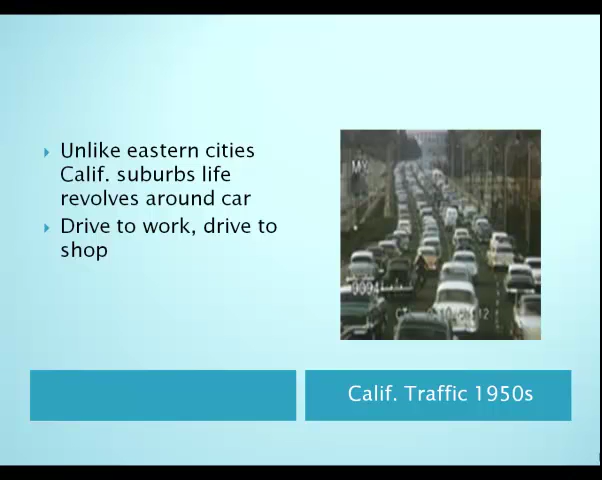 Unlike eastern cities
Calif. suburbs life
revolves around car
Drive to work, drive to
shop
Calif. Traffic 1950s